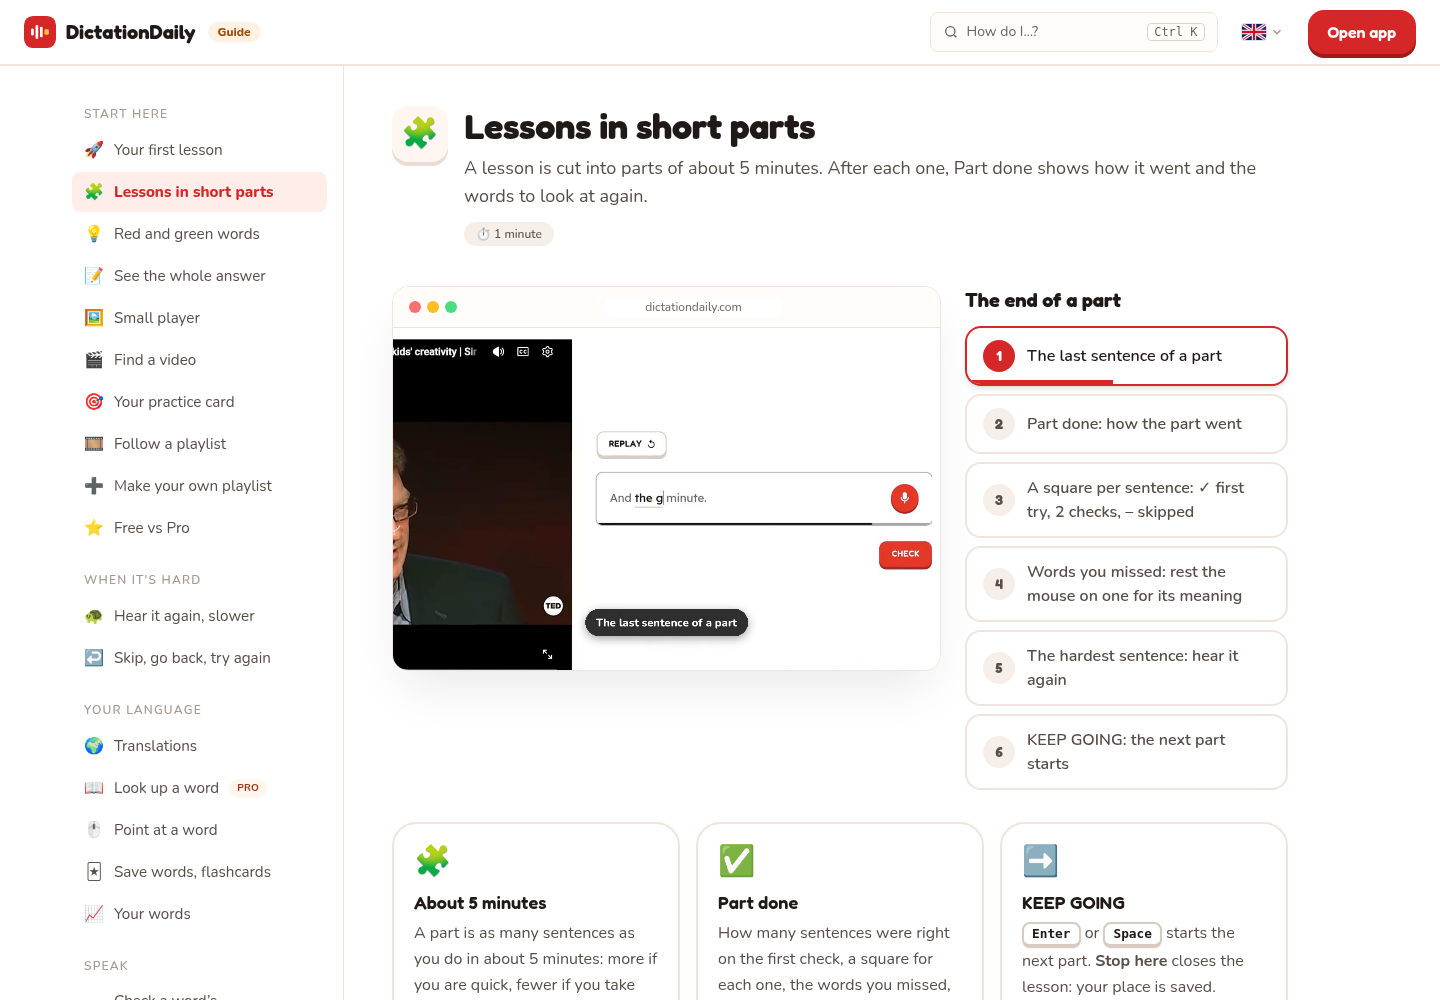 DictationDaily Guide
How do I...? Ctrl K
Open app
START HERE
Your first lesson
Lessons in short parts
Red and green words
See the whole answer
Small player
Find a video
Your practice card
Follow a playlist
Make your own playlist
Free vs Pro
WHEN IT'S HARD
Hear it again, slower
Skip, go back, try again
YOUR LANGUAGE
Translations
Look up a word PRO
Point at a word
Save words, flashcards
Your words
SPEAK
Check a word's
Lessons in short parts
A lesson is cut into parts of about 5 minutes. After each one, Part done shows how it went and the
words to look at again.
1 minute
dictationdaily.com
kids' creativity | Sir
CC
TED
REPLAY
And the g minute.
CHECK
The last sentence of a part
The end of a part
1 The last sentence of a part
2 Part done: how the part went
3 A square per sentence: ✓ first
try, 2 checks, – skipped
4 Words you missed: rest the
mouse on one for its meaning
5 The hardest sentence: hear it
again
6 KEEP GOING: the next part
starts
About 5 minutes
A part is as many sentences as
you do in about 5 minutes: more if
you are quick, fewer if you take
Part done
How many sentences were right
on the first check, a square for
each one, the words you missed,
KEEP GOING
Enter or Space starts the
next part. Stop here closes the
lesson: your place is saved.